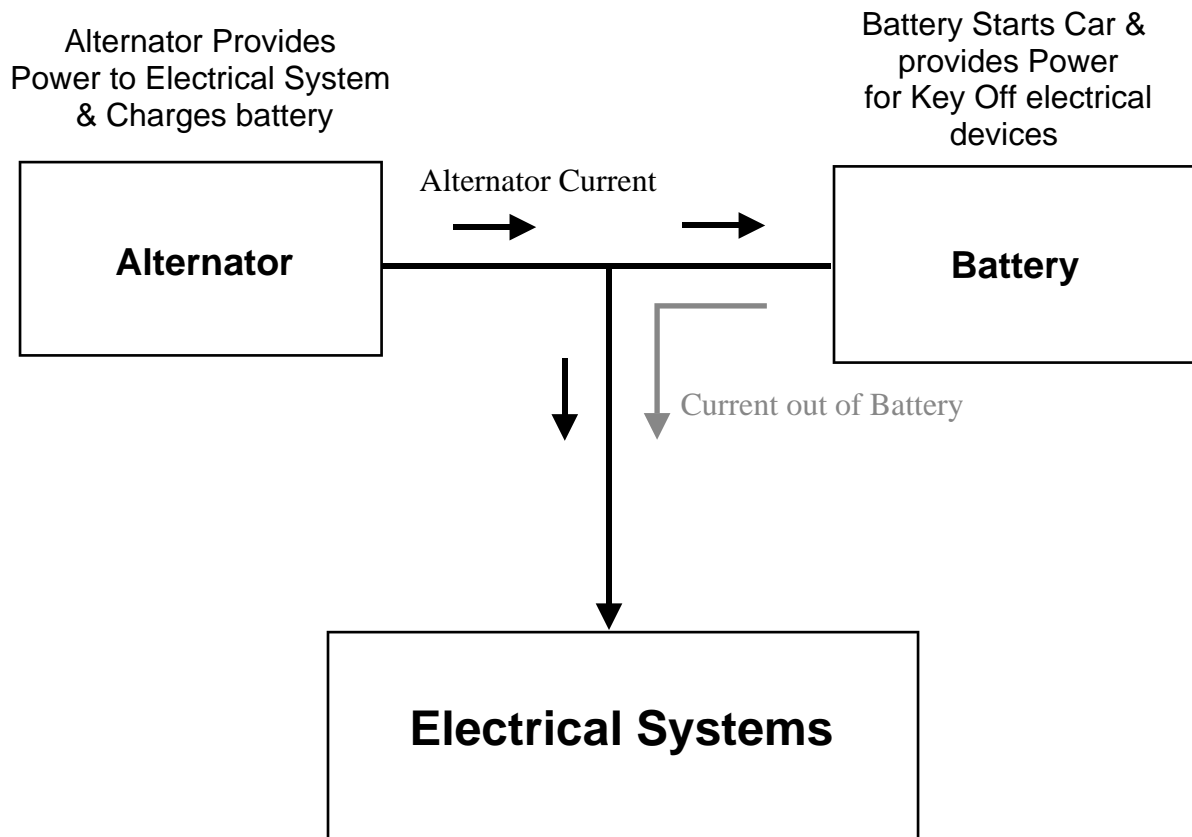 Alternator Provides
Power to Electrical System
& Charges battery
Battery Starts Car &
provides Power
for Key Off electrical
devices
Alternator Current
Alternator
Battery
Current out of Battery
Electrical Systems